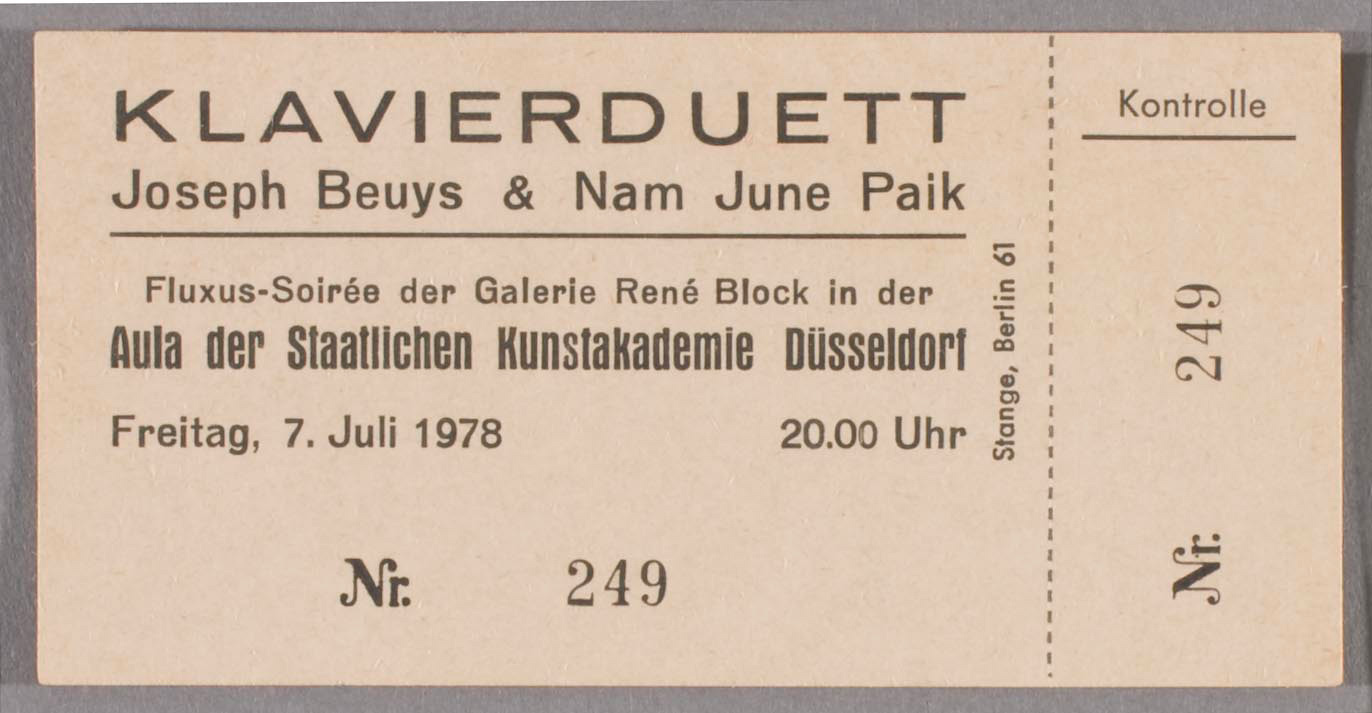 KLAVIERDUETT
Joseph Beuys & Nam June Paik
Fluxus-Soirée der Galerie René Block in der
Aula der Staatlichen Kunstakademie Düsseldorf
Freitag, 7. Juli 1978 20.00 Uhr
Nr. 249
Stange, Berlin 61
Kontrolle
Nr. 249